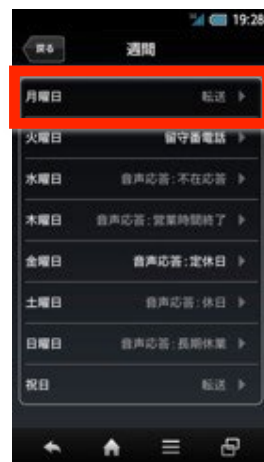 19:28
戻る 週間
月曜日 転送
火曜日 留守番電話
水曜日 音声応答:不在応答
木曜日 音声応答:営業時間終了
金曜日 音声応答:定休日
土曜日 音声応答:休日
日曜日 音声応答:長期休業
祝日 転送